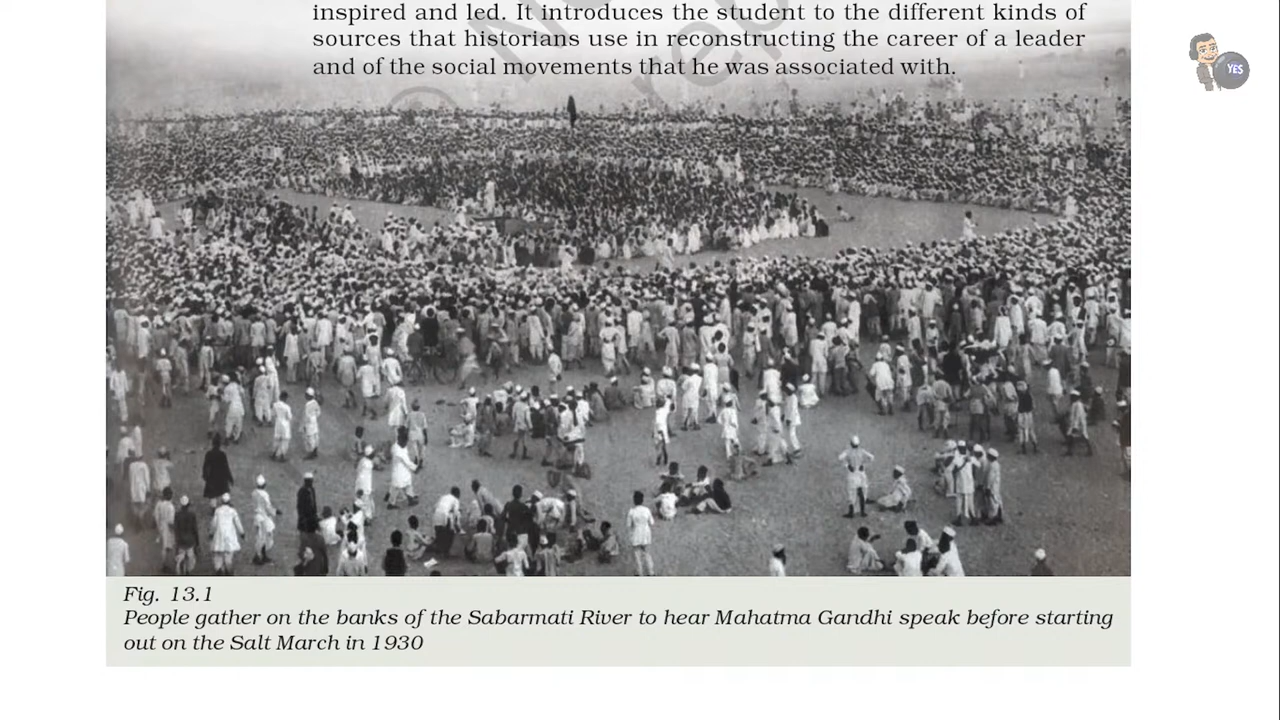 inspired and led. It introduces the student to the different kinds of
sources that historians use in reconstructing the career of a leader
and of the social movements that he was associated with.
YES
Fig. 13.1
People gather on the banks of the Sabarmati River to hear Mahatma Gandhi speak before starting
out on the Salt March in 1930